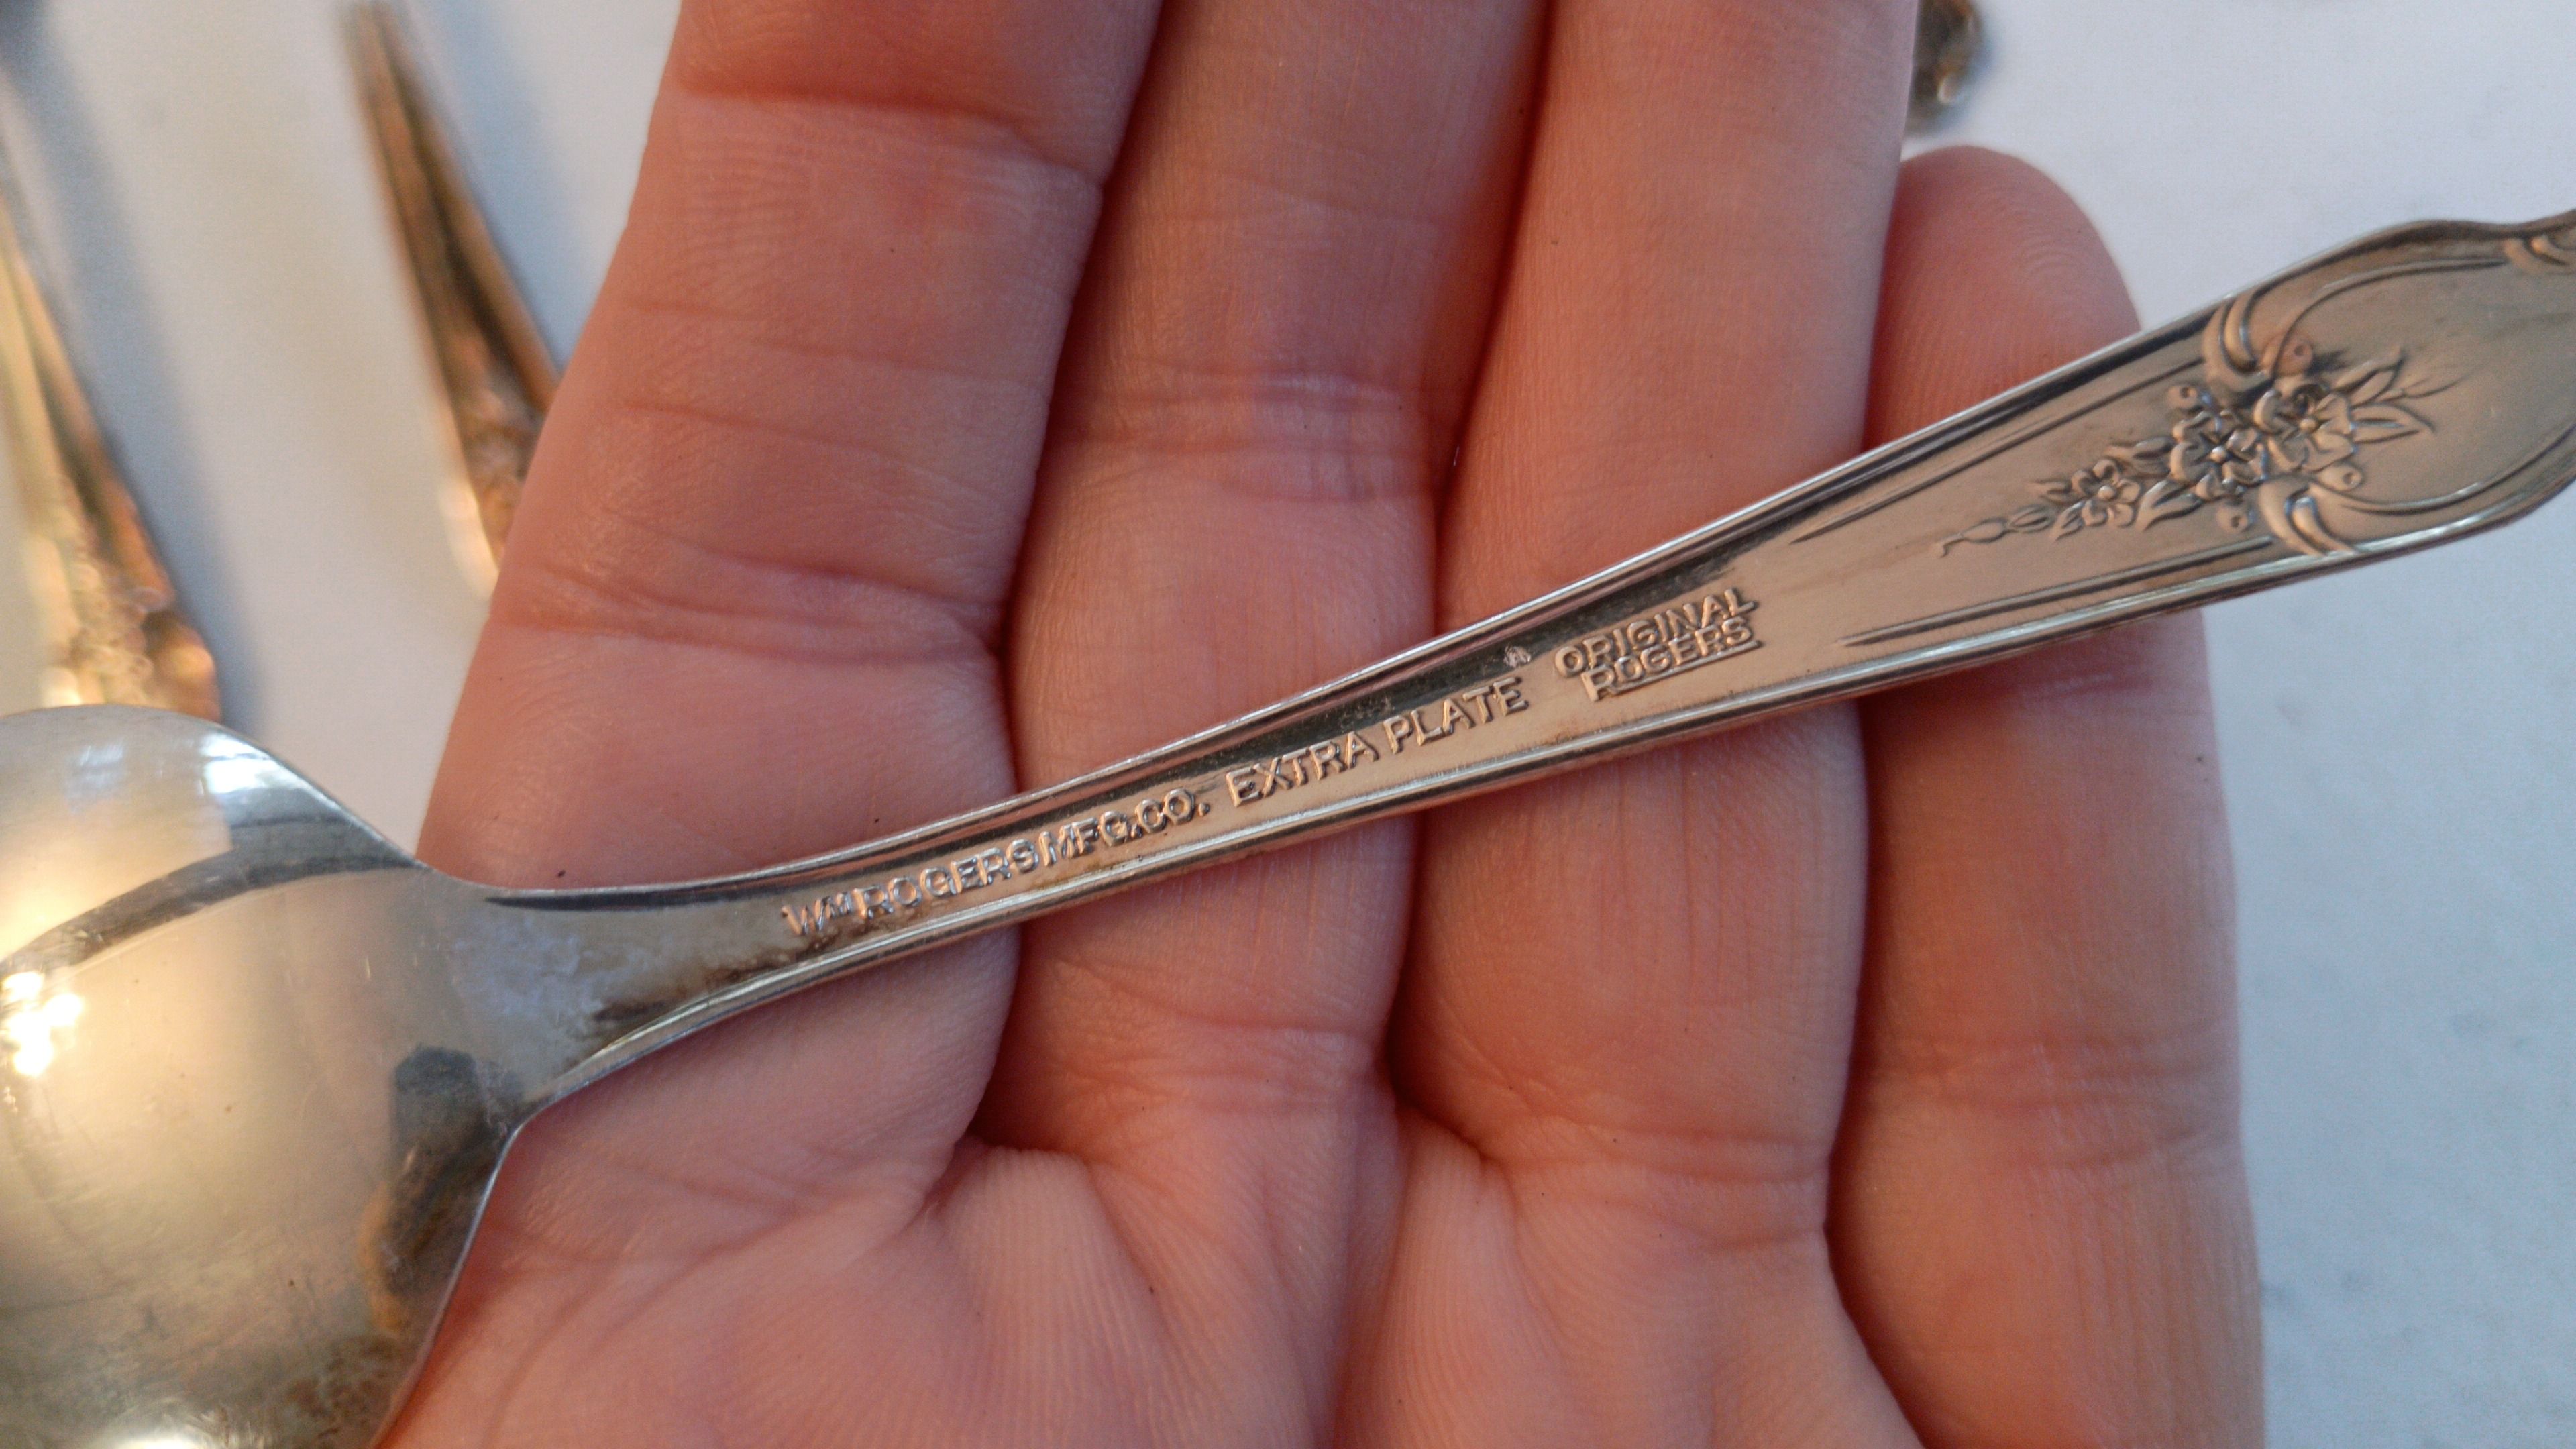 WM ROGERS MFG. CO. EXTRA PLATE ®
ORIGINAL
ROGERS